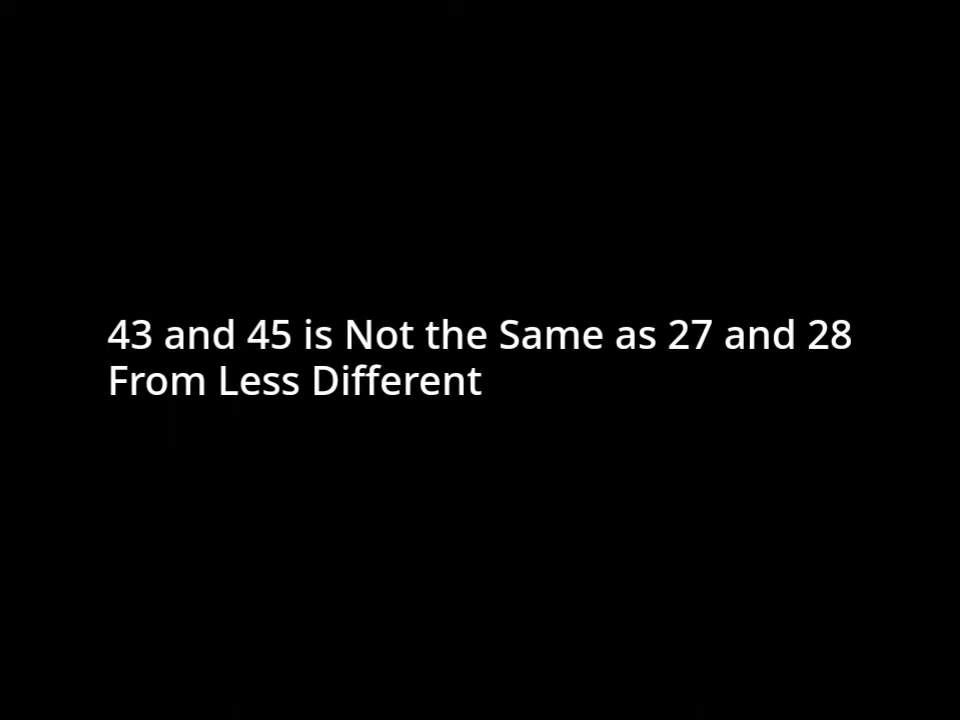 43 and 45 is Not the Same as 27 and 28
From Less Different